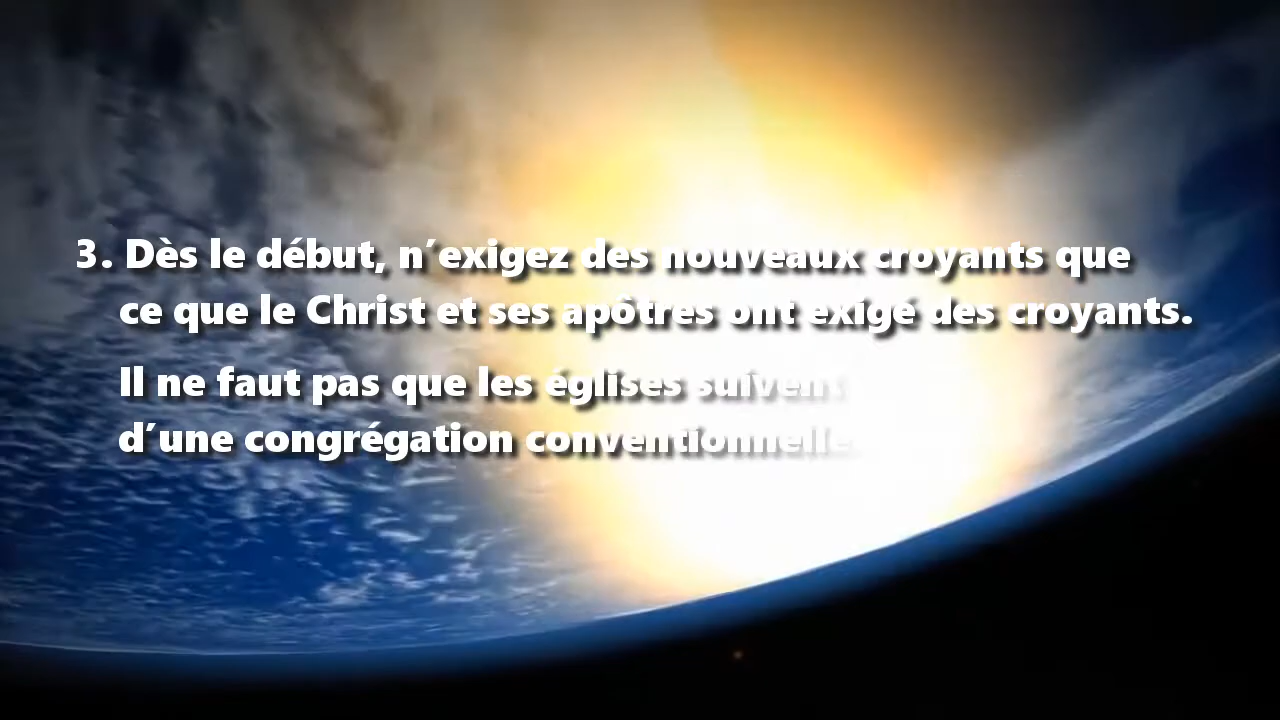 3. Dès le début, n´exigez des nouveaux croyants que
ce que le Christ et ses apôtres ont exigé des croyants.
Il ne faut pas que les églises suivent
d´une congrégation conventionnelle